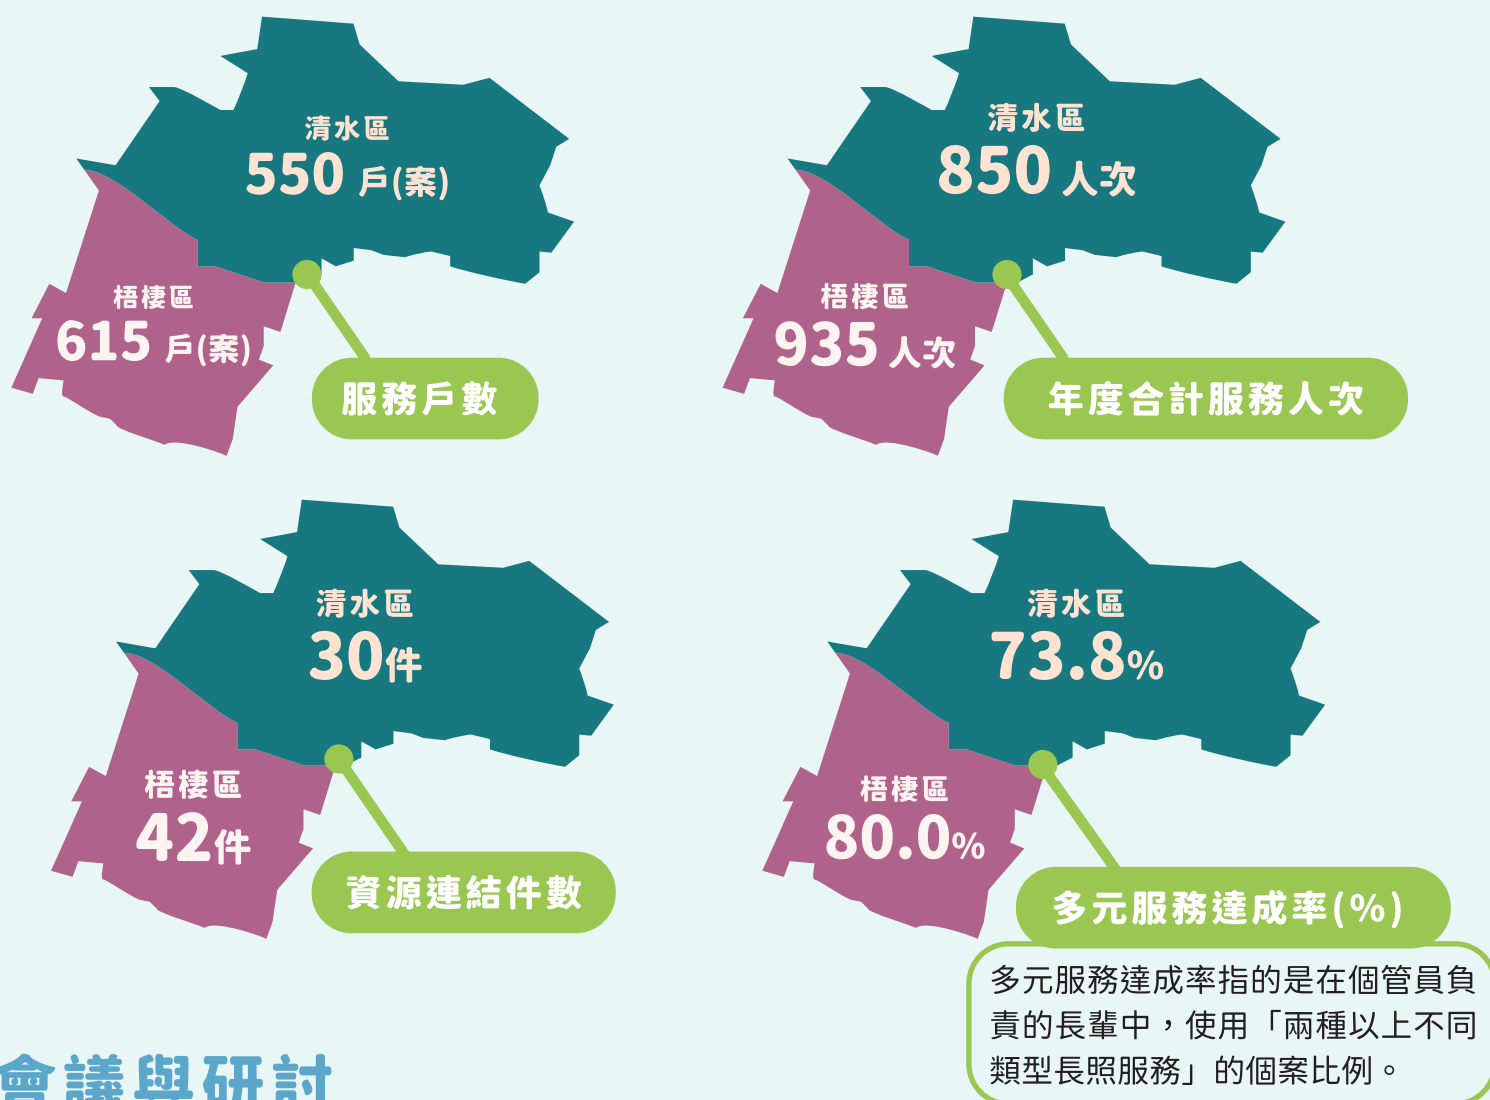 清水區
550 戶(案)
梧棲區
615 戶(案)
服務戶數
清水區
850 人次
梧棲區
935 人次
年度合計服務人次
清水區
30件
梧棲區
42件
資源連結件數
清水區
73.8%
梧棲區
80.0%
多元服務達成率(%)
多元服務達成率指的是在個管員負
責的長輩中，使用「兩種以上不同
類型長照服務」的個案比例。
會議與研討